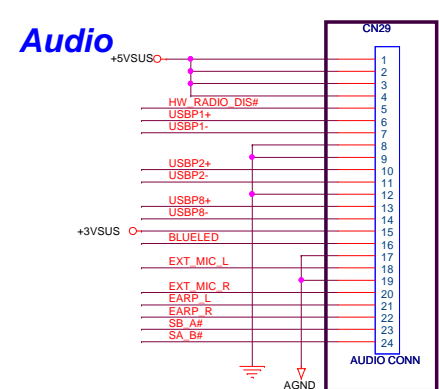 CN29
Audio
+5VSUS
1
2
3
4
HW_RADIO_DIS# 5
USBP1+ 6
USBP1- 7
8
9
USBP2+ 10
USBP2- 11
12
USBP8+ 13
USBP8- 14
+3VSUS 15
BLUELED 16
17
EXT_MIC_L 18
19
EXT_MIC_R 20
EARP_L 21
EARP_R 22
SB_A# 23
SA_B# 24
AUDIO CONN
AGND